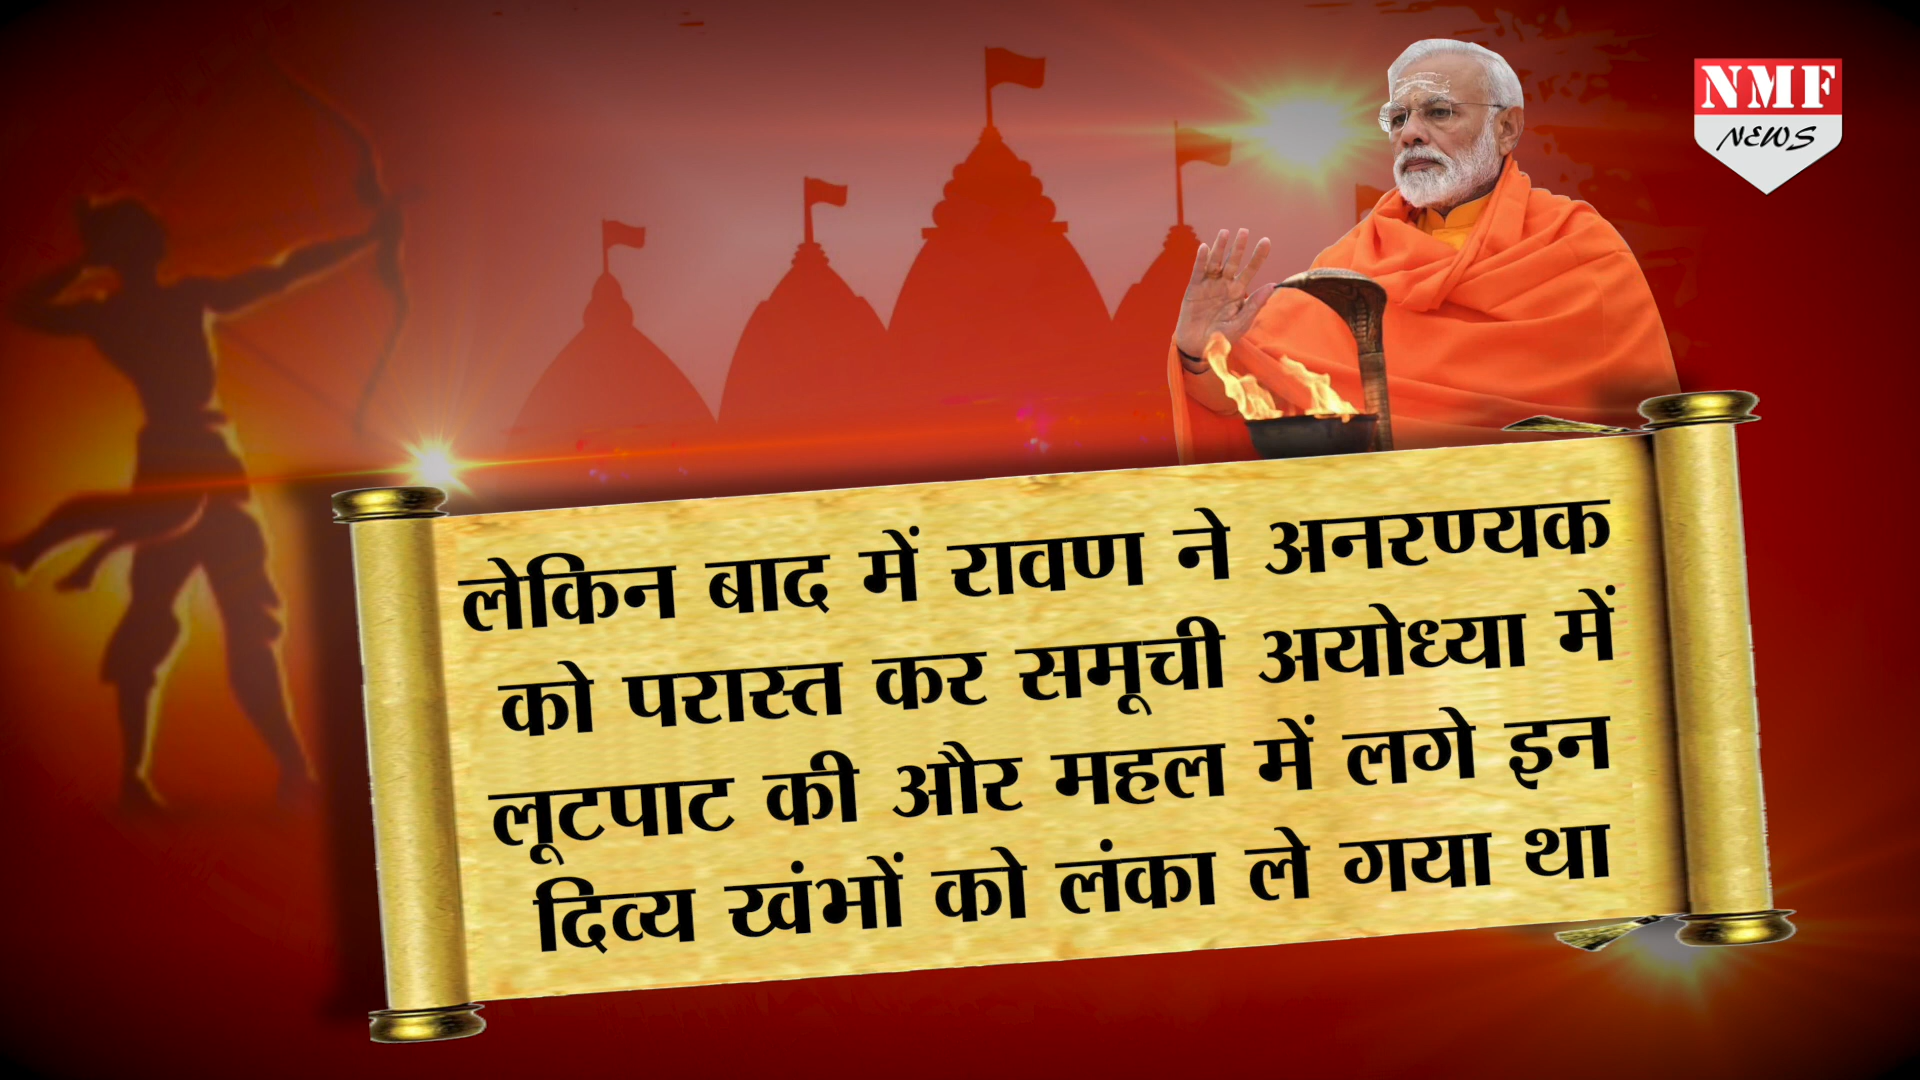 NMF
NEWS
लेकिन बाद में रावण ने अनरण्यक
को परास्त कर समूची अयोध्या में
लूटपाट की और महल में लगे इन
दिव्य खंभों को लंका ले गया था